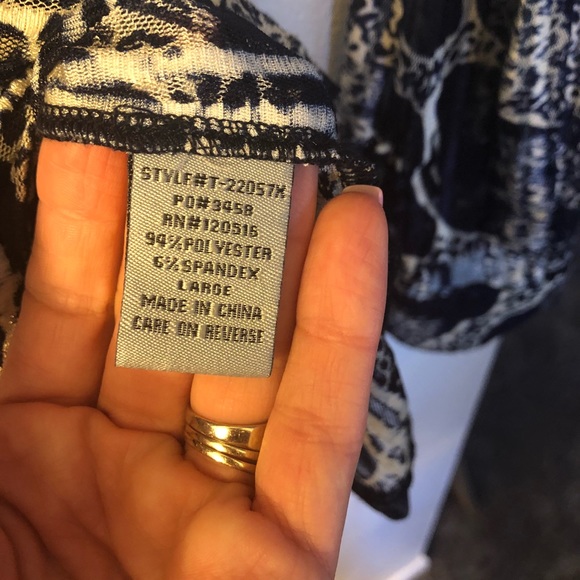 STYLE#T-22057X
PO#3458
RN#120516
94%POLYESTER
6%SPANDEX
LARGE
MADE IN CHINA
CARE ON REVERSE